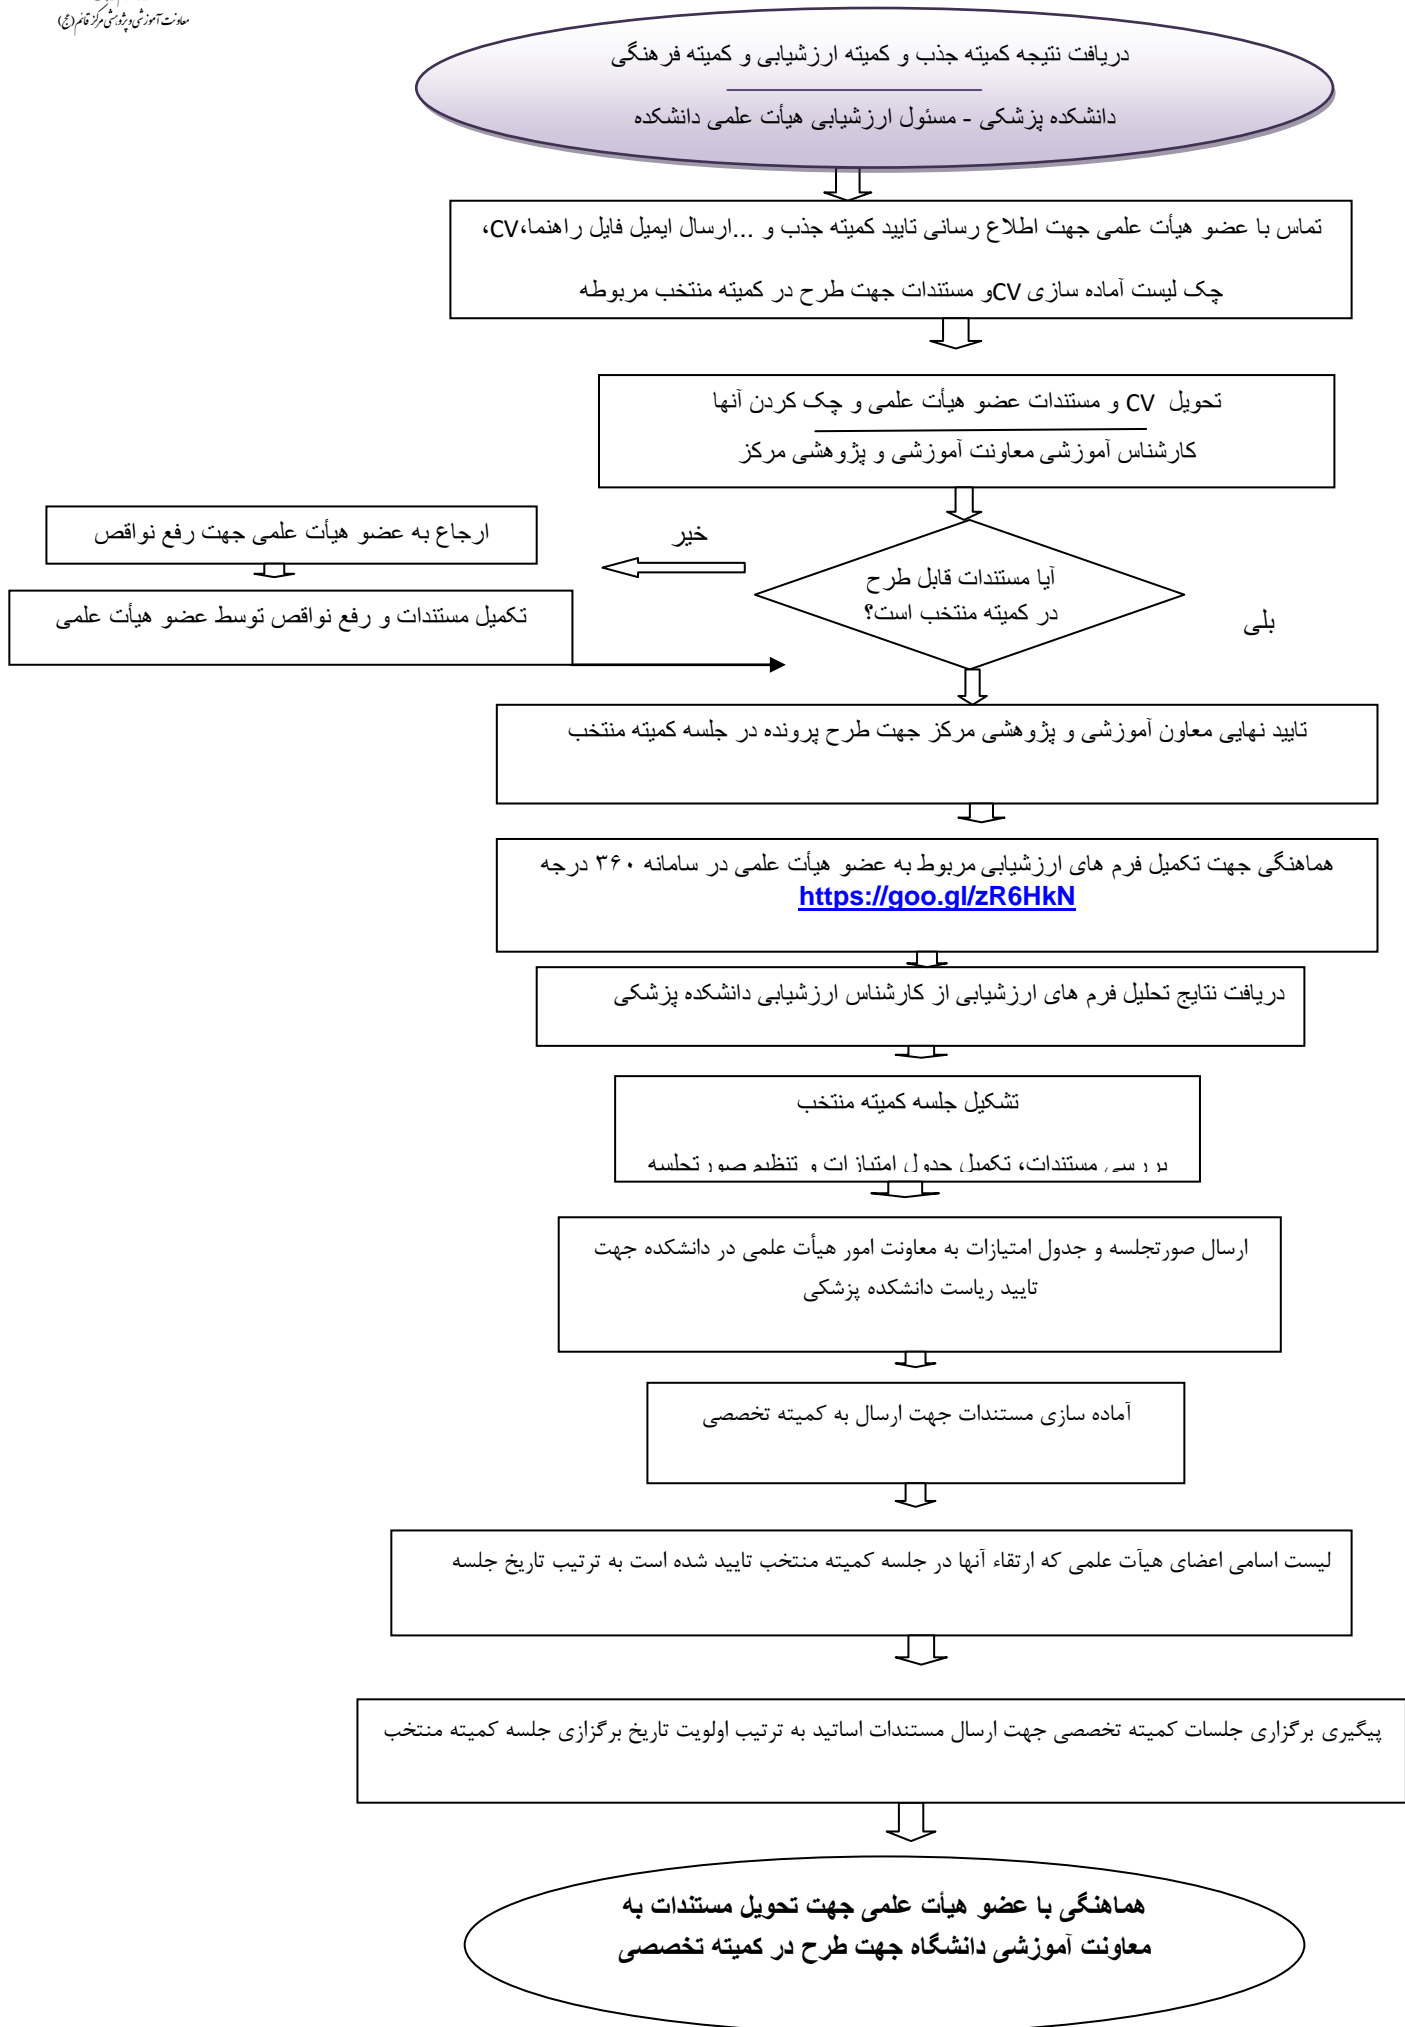 معاونت آموزشی و پژوهشی مرکز قائم (عج)
دریافت نتیجه کمیته جذب و کمیته ارزشیابی و کمیته فرهنگی
دانشکده پزشکی - مسئول ارزشیابی هیأت علمی دانشکده
تماس با عضو هیأت علمی جهت اطلاع رسانی تایید کمیته جذب و ...ارسال ایمیل فایل راهنما،CV،
چک لیست آماده سازی CVو مستندات جهت طرح در کمیته منتخب مربوطه
تحویل CV و مستندات عضو هیأت علمی و چک کردن آنها
کارشناس آموزشی معاونت آموزشی و پژوهشی مرکز
ارجاع به عضو هیأت علمی جهت رفع نواقص
خیر
آیا مستندات قابل طرح
در کمیته منتخب است؟
بلی
تکمیل مستندات و رفع نواقص توسط عضو هیأت علمی
تایید نهایی معاون آموزشی و پژوهشی مرکز جهت طرح پرونده در جلسه کمیته منتخب
هماهنگی جهت تکمیل فرم های ارزشیابی مربوط به عضو هیأت علمی در سامانه ۳۶۰ درجه
https://goo.gl/zR6HkN
دریافت نتایج تحلیل فرم های ارزشیابی از کارشناس ارزشیابی دانشکده پزشکی
تشکیل جلسه کمیته منتخب
بررسی مستندات، تکمیل جدول امتیازات و تنظیم صورتجلسه
ارسال صورتجلسه و جدول امتیازات به معاونت امور هیأت علمی در دانشکده جهت
تایید ریاست دانشکده پزشکی
آماده سازی مستندات جهت ارسال به کمیته تخصصی
لیست اسامی اعضای هیآت علمی که ارتقاء آنها در جلسه کمیته منتخب تایید شده است به ترتیب تاریخ جلسه
پیگیری برگزاری جلسات کمیته تخصصی جهت ارسال مستندات اساتید به ترتیب اولویت تاریخ برگزاری جلسه کمیته منتخب
هماهنگی با عضو هیأت علمی جهت تحویل مستندات به
معاونت آموزشی دانشگاه جهت طرح در کمیته تخصصی